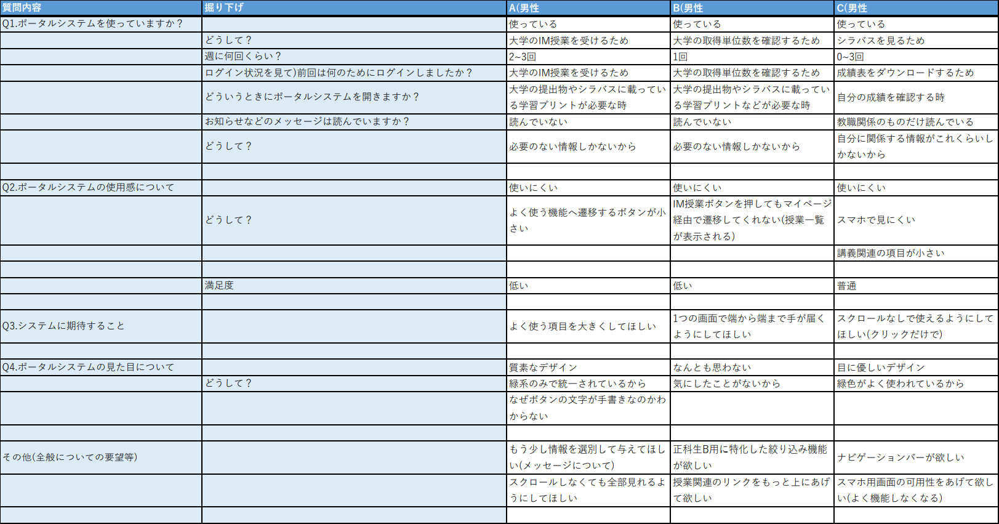 質問内容 掘り下げ A(男性 B(男性 C(男性
Q1.ポータルシステムを使っていますか？ 使っている 使っている 使っている
どうして？ 大学のIM授業を受けるため 大学の取得単位数を確認するため シラバスを見るため
週に何回くらい？ 2~3回 1回 0~3回
ログイン状況を見て)前回は何のためにログインしましたか？ 大学のIM授業を受けるため 大学の取得単位数を確認するため 成績表をダウンロードするため
どういうときにポータルシステムを開きますか？
大学の提出物やシラバスに載ってい
る学習プリントが必要な時
大学の提出物やシラバスに載ってい
る学習プリントなどが必要な時
自分の成績を確認する時
お知らせなどのメッセージは読んでいますか？ 読んでいない 読んでいない 教職関係のものだけ読んでいる
どうして？ 必要のない情報しかないから 必要のない情報しかないから
自分に関係する情報がこれくらいし
かないから
Q2.ポータルシステムの使用感について 使いにくい 使いにくい 使いにくい
どうして？
よく使う機能へ遷移するボタンが小
さい
IM授業ボタンを押してもマイページ
経由で遷移してくれない(授業一覧
が表示される)
スマホで見にくい
講義関連の項目が小さい
満足度 低い 低い 普通
Q3.システムに期待すること よく使う項目を大きくしてほしい
1つの画面で端から端まで手が届く
ようにしてほしい
スクロールなしで使えるようにして
ほしい(クリックだけで)
Q4.ポータルシステムの見た目について 質素なデザイン なんとも思わない 目に優しいデザイン
どうして？ 緑系のみで統一されているから 気にしたことがないから 緑色がよく使われているから
なぜボタンの文字が手書きなのかわ
からない
その他(全般についての要望等)
もう少し情報を選別して与えてほし
い(メッセージについて)
正科生B用に特化した絞り込み機能
が欲しい
ナビゲーションバーが欲しい
スクロールしなくても全部見れるよ
うにしてほしい
授業関連のリンクをもっと上にあげ
て欲しい
スマホ用画面の可用性をあげて欲し
い(よく機能しなくなる)